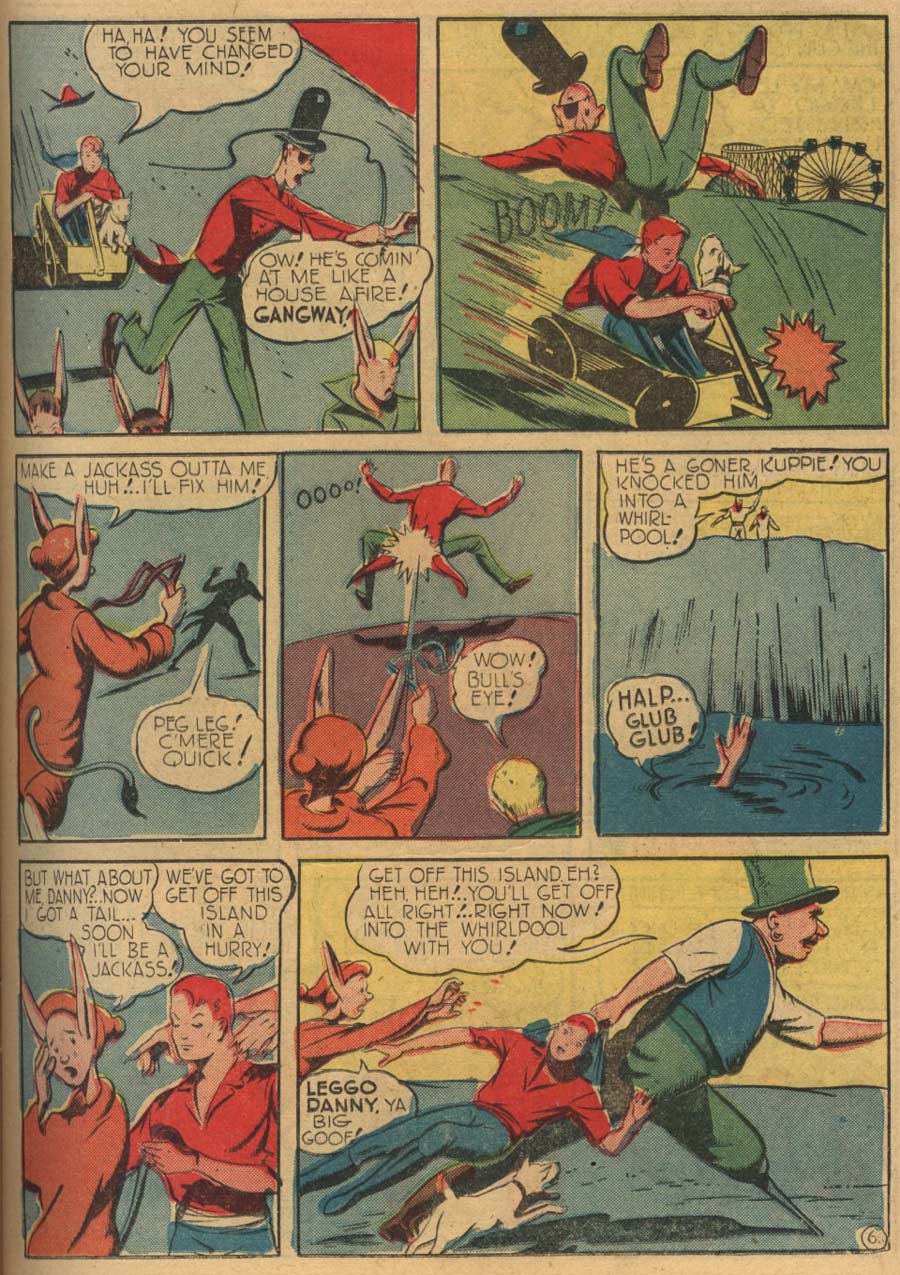 HA, HA! YOU SEEM
TO HAVE CHANGED
YOUR MIND!
OW! HE'S COMIN'
AT ME LIKE A
HOUSE AFIRE!
GANGWAY!
BOOM!
MAKE A JACKASS OUTTA ME,
HUH!..I'LL FIX HIM!
PEG LEG!
C'MERE
QUICK!
OOOO!
WOW!
BULL'S
EYE!
HE'S A GONER, KUPPIE! YOU
KNOCKED HIM
INTO A
WHIRL-
POOL!
HALP...
GLUB
GLUB!
BUT WHAT ABOUT
ME, DANNY?..NOW
I GOT A TAIL...
SOON
I'LL BE A
JACKASS!
WE'VE GOT TO
GET OFF THIS
ISLAND
IN A
HURRY!
GET OFF THIS ISLAND, EH?
HEH, HEH!..YOU'LL GET OFF
ALL RIGHT!..RIGHT NOW!
INTO THE WHIRLPOOL
WITH YOU!
LEGGO
DANNY, YA
BIG
GOOF!
6.